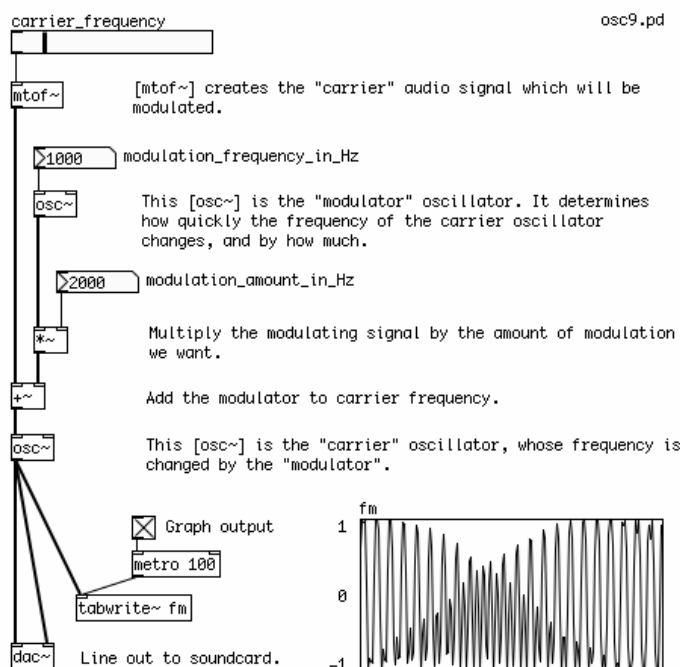 carrier_frequency
osc9.pd
mtof~
[mtof~] creates the "carrier" audio signal which will be
modulated.
1000
modulation_frequency_in_Hz
osc~
This [osc~] is the "modulator" oscillator. It determines
how quickly the frequency of the carrier oscillator
changes, and by how much.
2000
modulation_amount_in_Hz
*~
Multiply the modulating signal by the amount of modulation
we want.
+~
Add the modulator to carrier frequency.
osc~
This [osc~] is the "carrier" oscillator, whose frequency is
changed by the "modulator".
fm
1
Graph output
metro 100
0
tabwrite~ fm
dac~
Line out to soundcard.
-1